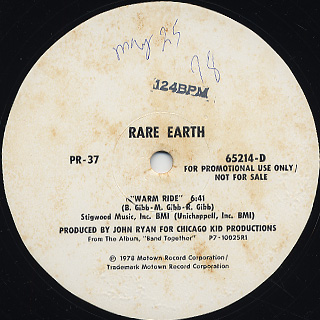 may 25
78
124BPM
RARE EARTH
PR-37
65214-D
FOR PROMOTIONAL USE ONLY/
NOT FOR SALE
"WARM RIDE" 6:41
(B. Gibb-M. Gibb-R. Gibb)
Stigwood Music, Inc. BMI (Unichappell, Inc. BMI)
PRODUCED BY JOHN RYAN FOR CHICAGO KID PRODUCTIONS
From The Album, "Band Together" P7-10025R1
© 1978 Motown Record Corporation/
Trademark Motown Record Corporation